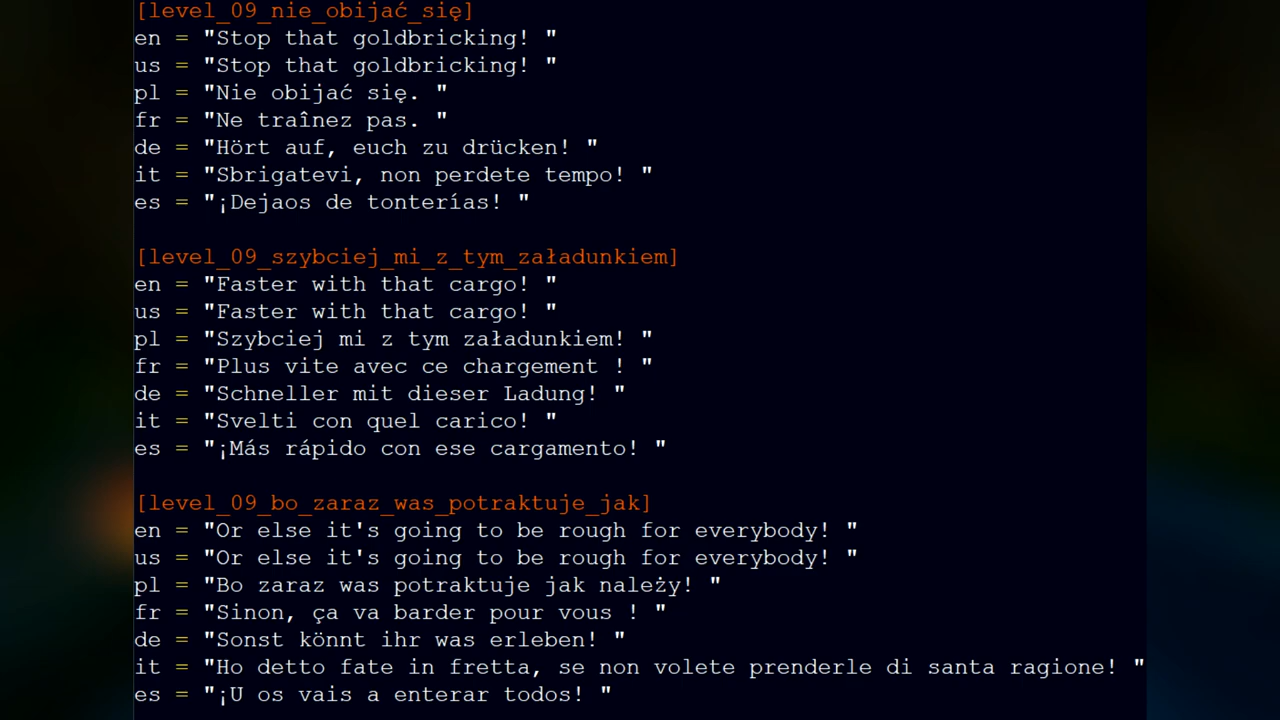 [level_09_nie_obijać_się]
en = "Stop that goldbricking! "
us = "Stop that goldbricking! "
pl = "Nie obijać się. "
fr = "Ne traînez pas. "
de = "Hört auf, euch zu drücken! "
it = "Sbrigatevi, non perdete tempo! "
es = "¡Dejaos de tonterías! "
[level_09_szybciej_mi_z_tym_załadunkiem]
en = "Faster with that cargo! "
us = "Faster with that cargo! "
pl = "Szybciej mi z tym załadunkiem! "
fr = "Plus vite avec ce chargement ! "
de = "Schneller mit dieser Ladung! "
it = "Svelti con quel carico! "
es = "¡Más rápido con ese cargamento! "
[level_09_bo_zaraz_was_potraktuje_jak]
en = "Or else it's going to be rough for everybody! "
us = "Or else it's going to be rough for everybody! "
pl = "Bo zaraz was potraktuje jak należy! "
fr = "Sinon, ça va barder pour vous ! "
de = "Sonst könnt ihr was erleben! "
it = "Ho detto fate in fretta, se non volete prenderle di santa ragione! "
es = "¡U os vais a enterar todos! "